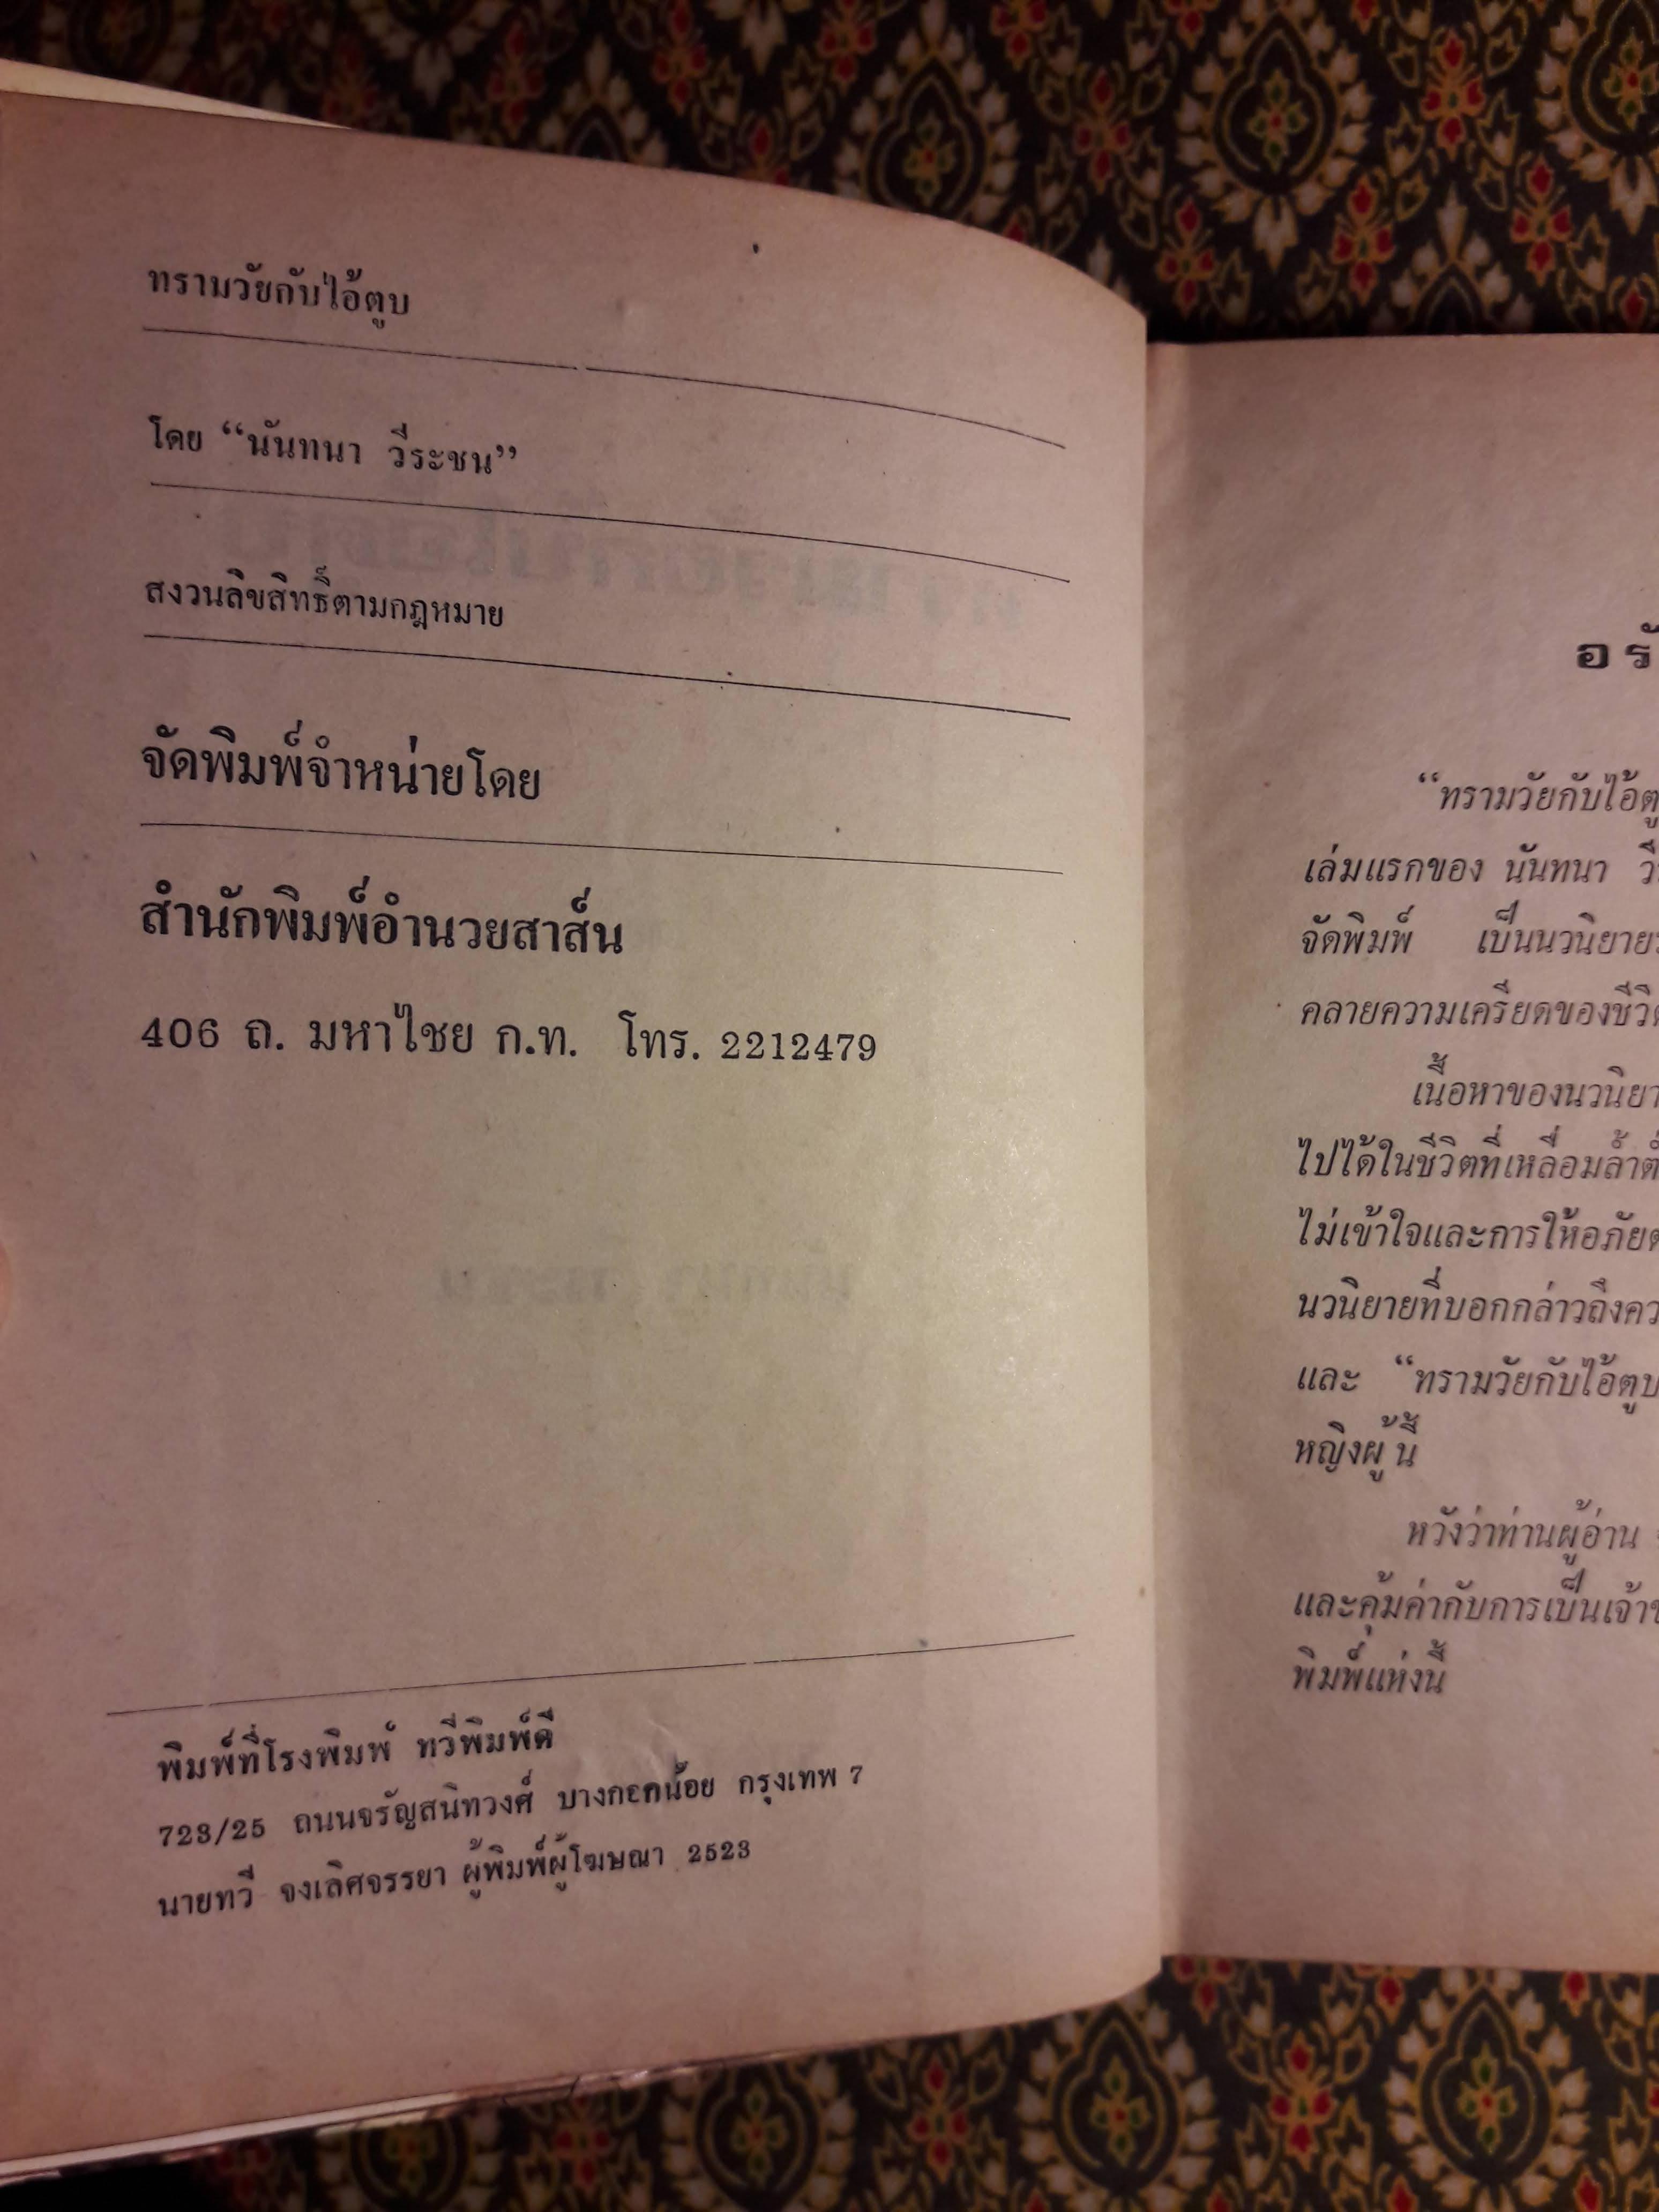 ทรามวัยกับไอ้ตูบ
โดย “นันทนา วีระชน”
สงวนลิขสิทธิ์ตามกฎหมาย
จัดพิมพ์จำหน่ายโดย
สำนักพิมพ์อำนวยสาส์น
406 ถ. มหาไชย ก.ท. โทร. 2212479
พิมพ์ที่โรงพิมพ์ ทวีพิมพ์ดี
723/25 ถนนจรัญสนิทวงศ์ บางกอกน้อย กรุงเทพ 7
นายทวี จงเลิศจรรยา ผู้พิมพ์ผู้โฆษณา 2523
“ทรามวัยกับไอ้ตู
เล่มแรกของ นันทนา วี
จัดพิมพ์ เป็นนวนิยาย
คลายความเครียดของชีวิ
เนื้อหาของนวนิยา
ไปได้ในชีวิตที่เหลื่อมล้ำต่
ไม่เข้าใจและการให้อภัย
นวนิยายที่บอกกล่าวถึงคว
และ “ทรามวัยกับไอ้ตูบ
หญิงผู้นี้
หวังว่าท่านผู้อ่าน
และคุ้มค่ากับการเป็นเจ้าข
พิมพ์แห่งนี้